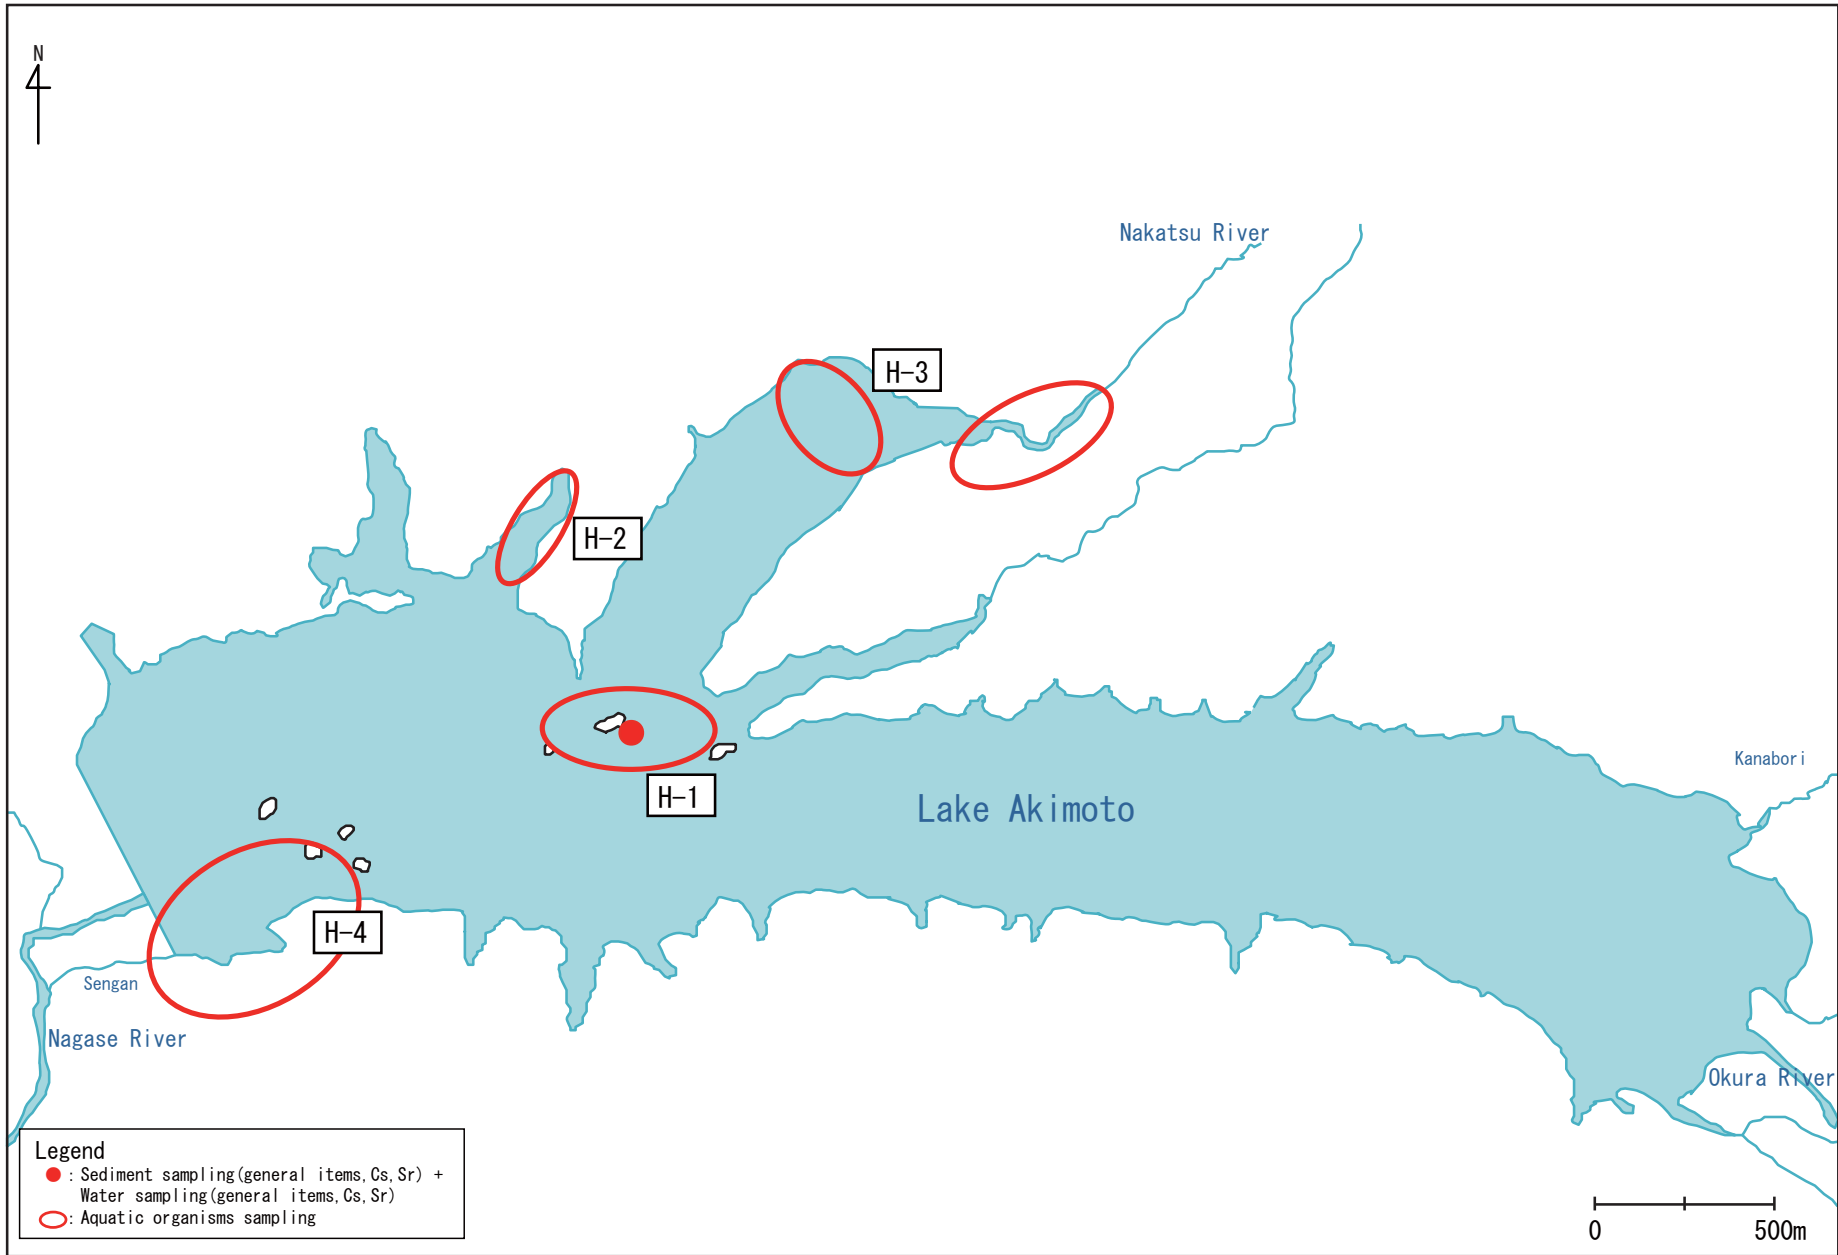 N
Nakatsu River
H-3
H-2
H-1
Lake Akimoto
Kanabori
H-4
Sengan
Nagase River
Okura River
Legend
: Sediment sampling(general items,Cs,Sr) +
Water sampling(general items,Cs,Sr)
: Aquatic organisms sampling
0 500m